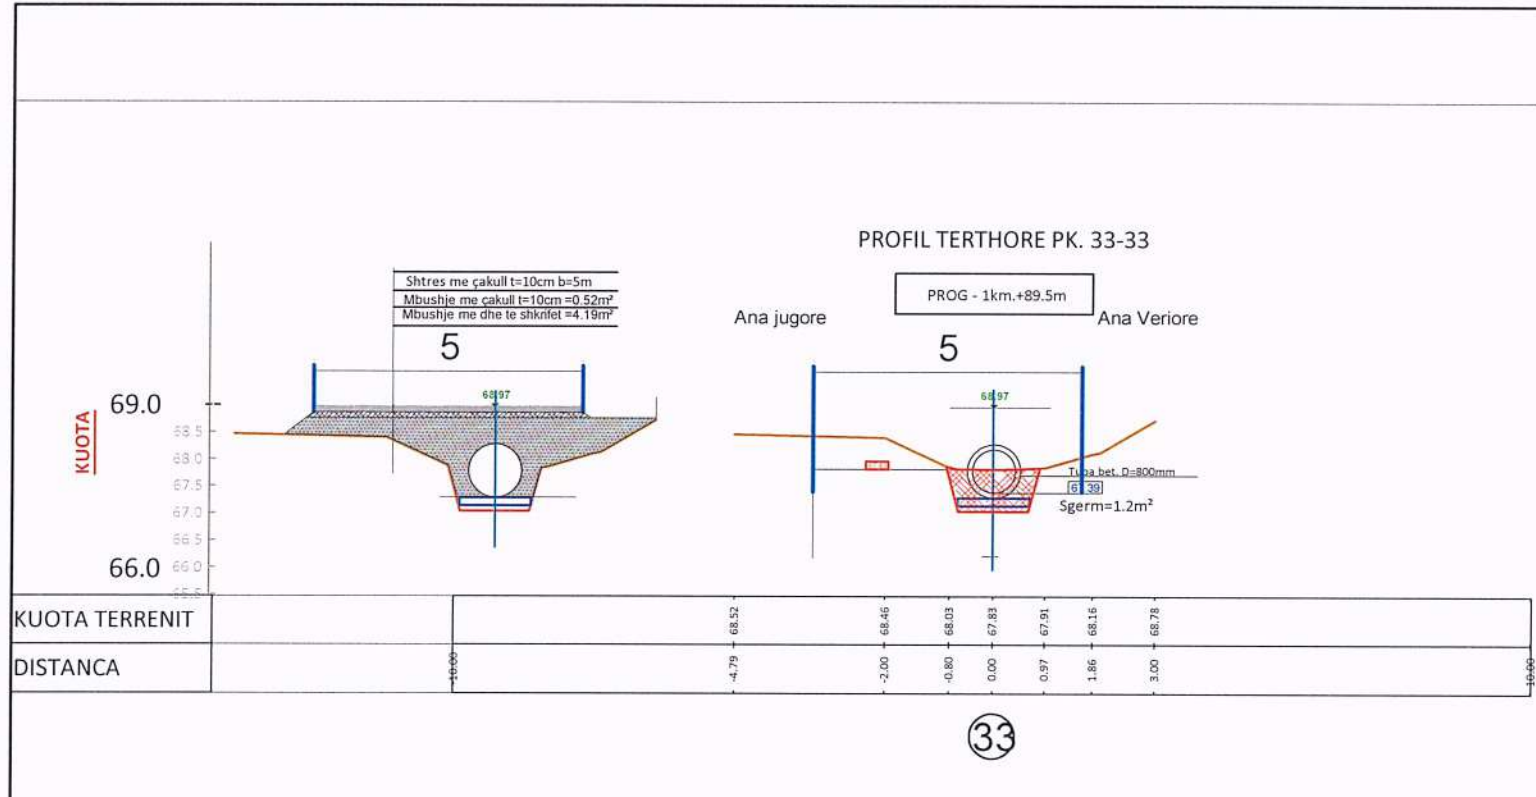 PROFIL TERTHORE PK. 33-33
PROG - 1km.+89.5m
Ana jugore
Ana Veriore
Shtres me çakull t=10cm b=5m
Mbushje me çakull t=10cm =0.52m²
Mbushje me dhe te shkrifet =4.19m²
5
5
68.97
68.97
KUOTA
69.0
68.5
68.0
67.5
67.0
66.5
66.0
66.0
65.5
Tuba bet. D=800mm
67.39
Sgerm=1.2m²
KUOTA TERRENIT
68.52
68.46
68.03
67.83
67.91
68.16
68.78
DISTANCA
-10.00
-4.79
-2.00
-0.80
0.00
0.97
1.86
3.00
10.00
33